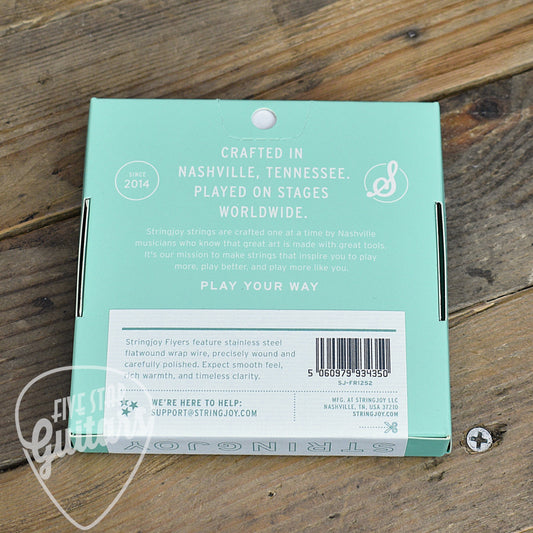 CRAFTED IN
NASHVILLE, TENNESSEE.
PLAYED ON STAGES
WORLDWIDE.
SINCE
2014
S
Stringjoy strings are crafted one at a time by Nashville
musicians who know that great art is made with great tools.
It's our mission to make strings that inspire you to play
more, play better, and play more like you.
PLAY YOUR WAY
Stringjoy Flyers feature stainless steel
flatwound wrap wire, precisely wound and
carefully polished. Expect smooth feel,
rich warmth, and timeless clarity.
5 060979 934350
SJ-FR1252
WE'RE HERE TO HELP:
SUPPORT@STRINGJOY.COM
MFG. AT STRINGJOY LLC
NASHVILLE, TN, USA 37210
STRINGJOY.COM
STRINGJOY
FIVE STAR
Guitars